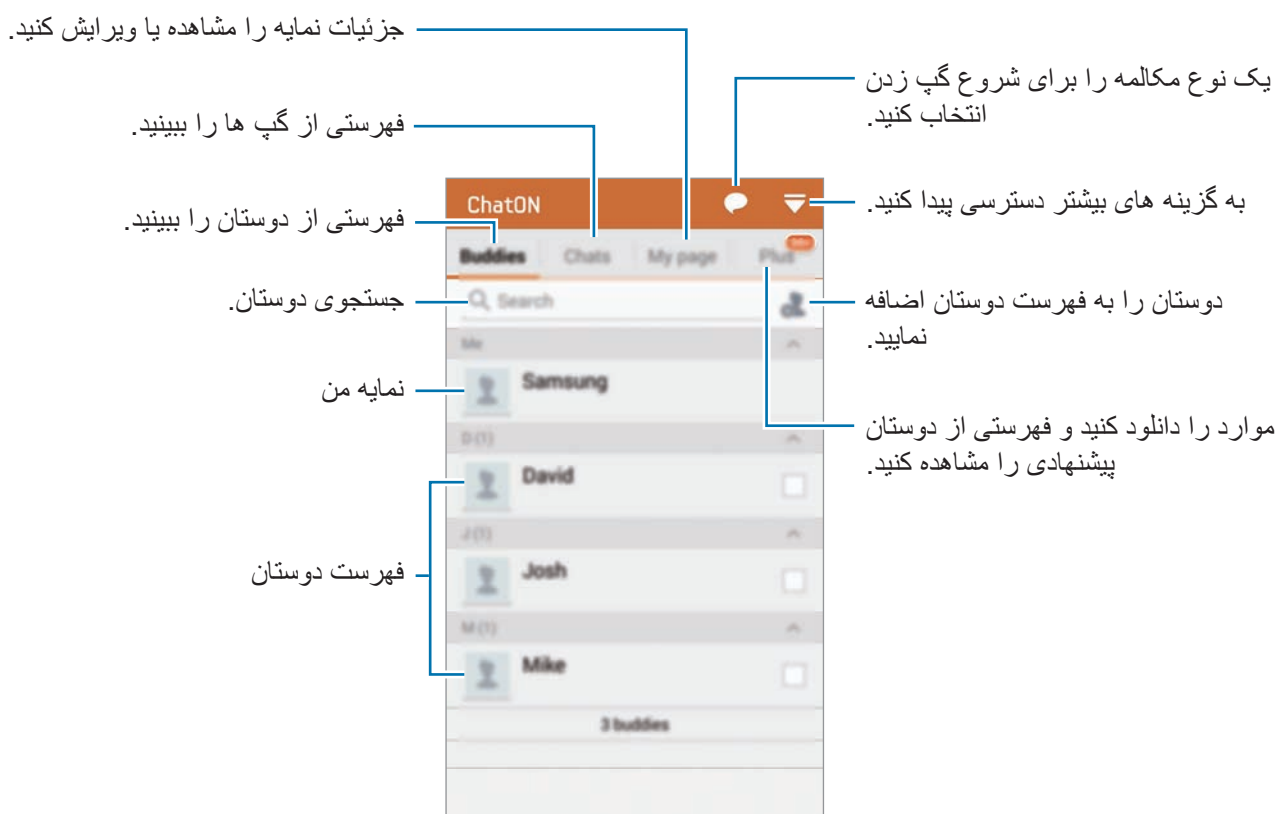 جزئیات نمایه را مشاهده یا ویرایش کنید.
یک نوع مکالمه را برای شروع گپ زدن
انتخاب کنید.
فهرستی از گپ ها را ببینید.
ChatON
به گزینه های بیشتر دسترسی پیدا کنید.
فهرستی از دوستان را ببینید.
Buddies
Chats
My page
Plus
جستجوی دوستان.
Search
دوستان را به فهرست دوستان اضافه
نمایید.
Me
نمایه من
Samsung
موارد را دانلود کنید و فهرستی از دوستان
پیشنهادی را مشاهده کنید.
D (1)
David
J (1)
فهرست دوستان
Josh
M (1)
Mike
3 buddies